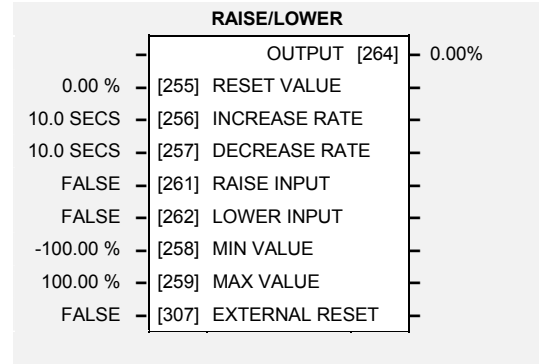 RAISE/LOWER
OUTPUT [264] 0.00%
0.00 % [255] RESET VALUE
10.0 SECS [256] INCREASE RATE
10.0 SECS [257] DECREASE RATE
FALSE [261] RAISE INPUT
FALSE [262] LOWER INPUT
-100.00 % [258] MIN VALUE
100.00 % [259] MAX VALUE
FALSE [307] EXTERNAL RESET